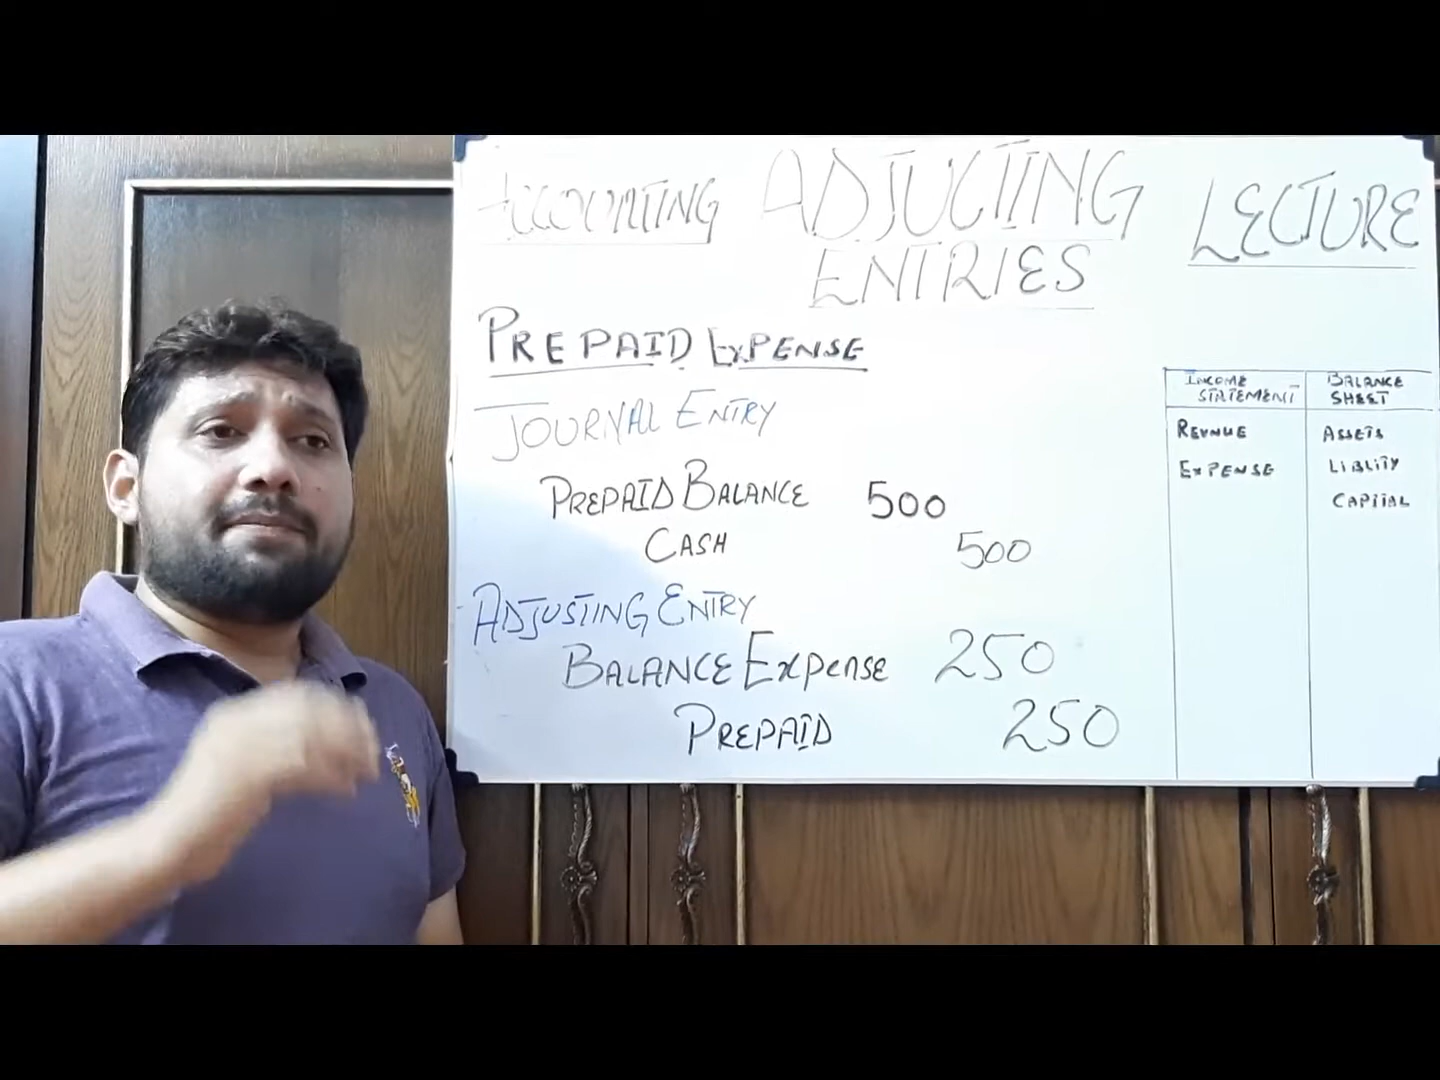 ACCOUNTING ADJUCTING LECTURE
ENTRIES
PREPAID EXPENSE
JOURNAL ENTRY
PREPAID BALANCE 500
CASH 500
ADJUSTING ENTRY
BALANCE EXPENSE 250
PREPAID 250
INCOME STATEMENT
REVNUE
EXPENSE
BALANCE SHEET
ASSETS
LIBLITY
CAPITAL